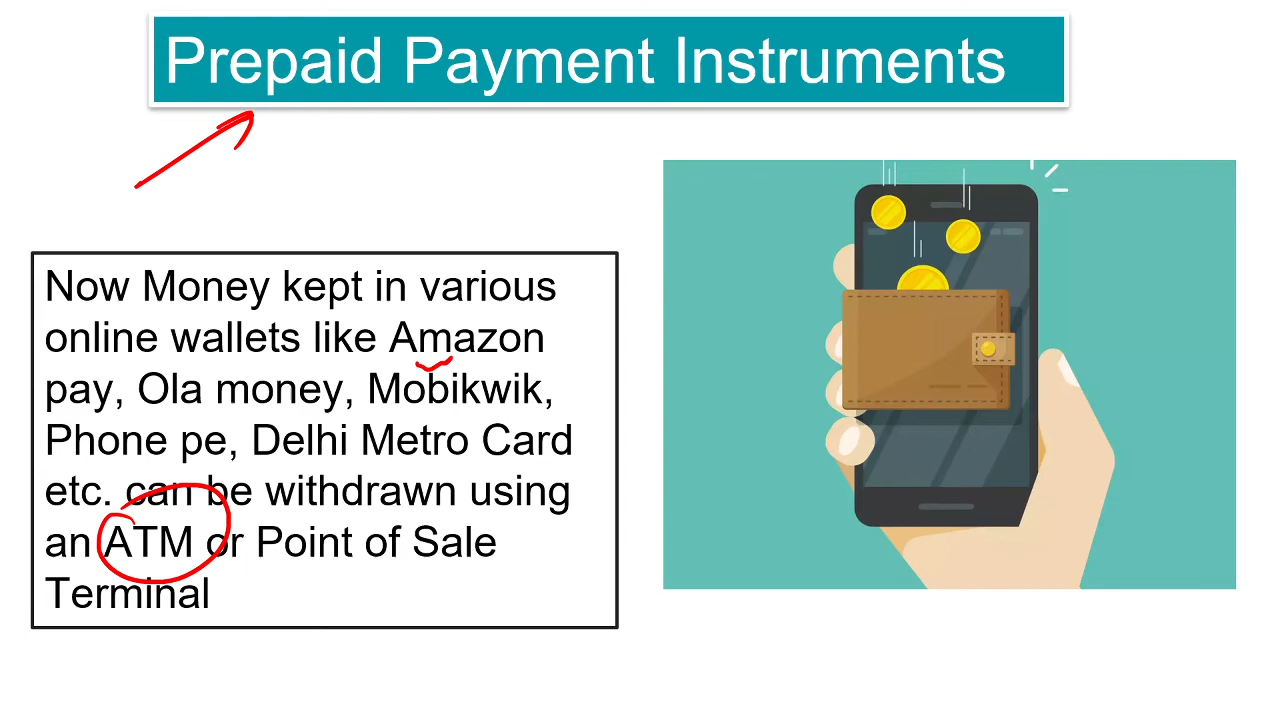 Prepaid Payment Instruments
Now Money kept in various
online wallets like Amazon
pay, Ola money, Mobikwik,
Phone pe, Delhi Metro Card
etc. can be withdrawn using
an ATM or Point of Sale
Terminal